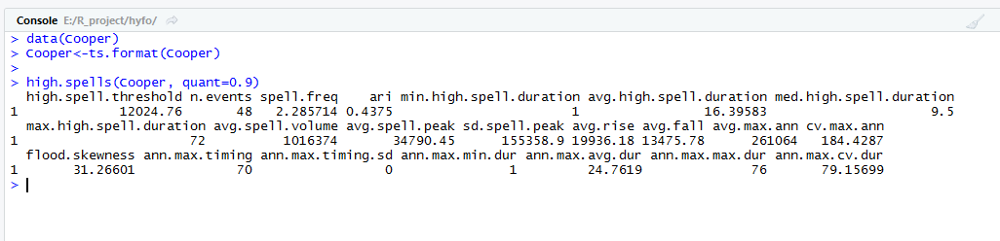 Console E:/R_project/hyfo/
> data(Cooper)
> Cooper<-ts.format(Cooper)
>
> high.spells(Cooper, quant=0.9)
high.spell.threshold n.events spell.freq ari min.high.spell.duration avg.high.spell.duration med.high.spell.duration
1 12024.76 48 2.285714 0.4375 1 16.39583 9.5
max.high.spell.duration avg.spell.volume avg.spell.peak sd.spell.peak avg.rise avg.fall avg.max.ann cv.max.ann
1 72 1016374 34790.45 155358.9 19936.18 13475.78 261064 184.4287
flood.skewness ann.max.timing ann.max.timing.sd ann.max.min.dur ann.max.avg.dur ann.max.max.dur ann.max.cv.dur
1 31.26601 70 0 1 24.7619 76 79.15699
>